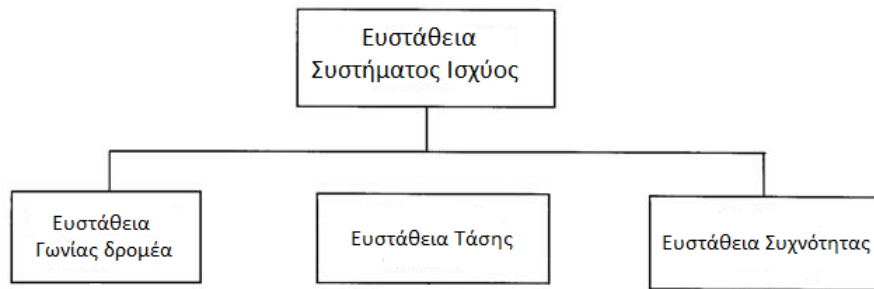 Ευστάθεια
Συστήματος Ισχύος
Ευστάθεια
Γωνίας δρομέα
Ευστάθεια Τάσης
Ευστάθεια Συχνότητας